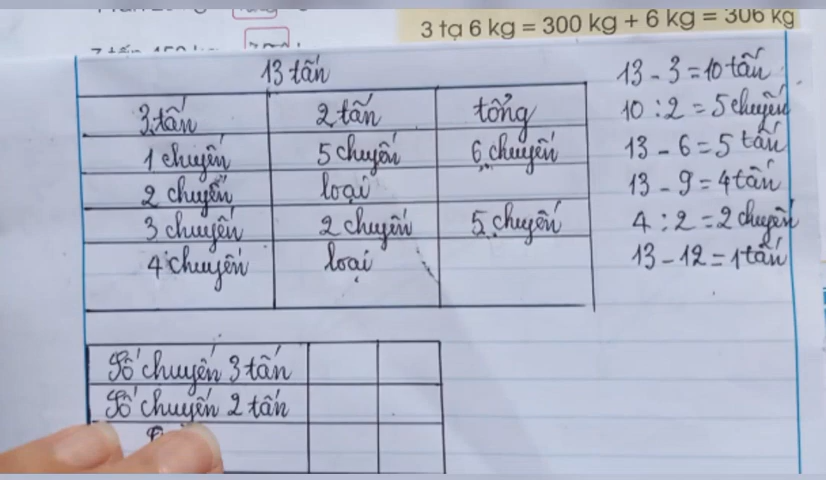 3 tạ 6 kg = 300 kg + 6 kg = 306 kg
13 tấn
3 tấn 2 tấn tổng
1 chuyến 5 chuyến 6 chuyến
2 chuyến loại
3 chuyến 2 chuyến 5 chuyến
4 chuyến loại
13 - 3 = 10 tấn
10 : 2 = 5 chuyến
13 - 6 = 5 tấn
13 - 9 = 4 tấn
4 : 2 = 2 chuyến
13 - 12 = 1 tấn
Số chuyến 3 tấn
Số chuyến 2 tấn